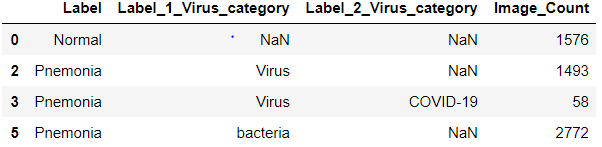 Label Label_1_Virus_category Label_2_Virus_category Image_Count
0 Normal NaN NaN 1576
2 Pnemonia Virus NaN 1493
3 Pnemonia Virus COVID-19 58
5 Pnemonia bacteria NaN 2772